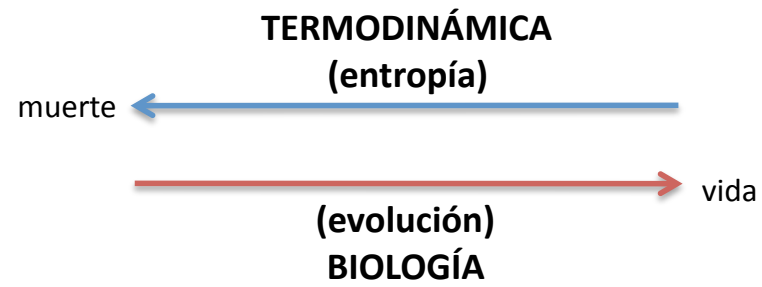 TERMODINÁMICA
(entropía)
muerte
vida
(evolución)
BIOLOGÍA